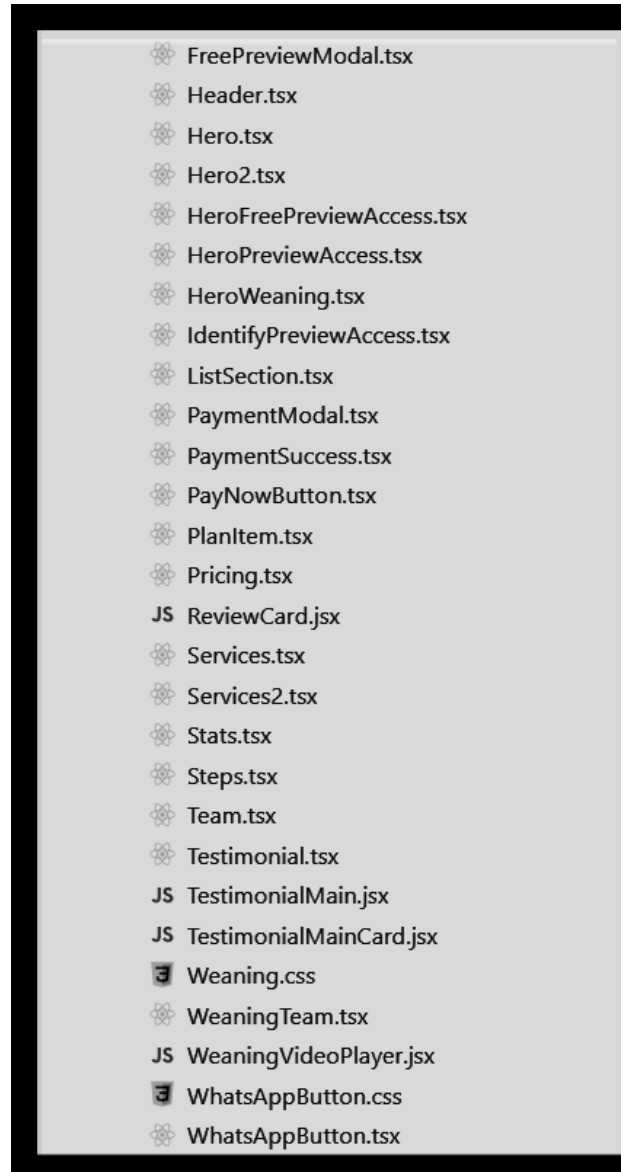 FreePreviewModal.tsx
Header.tsx
Hero.tsx
Hero2.tsx
HeroFreePreviewAccess.tsx
HeroPreviewAccess.tsx
HeroWeaning.tsx
IdentifyPreviewAccess.tsx
ListSection.tsx
PaymentModal.tsx
PaymentSuccess.tsx
PayNowButton.tsx
PlanItem.tsx
Pricing.tsx
JS ReviewCard.jsx
Services.tsx
Services2.tsx
Stats.tsx
Steps.tsx
Team.tsx
Testimonial.tsx
JS TestimonialMain.jsx
JS TestimonialMainCard.jsx
Weaning.css
WeaningTeam.tsx
JS WeaningVideoPlayer.jsx
WhatsAppButton.css
WhatsAppButton.tsx